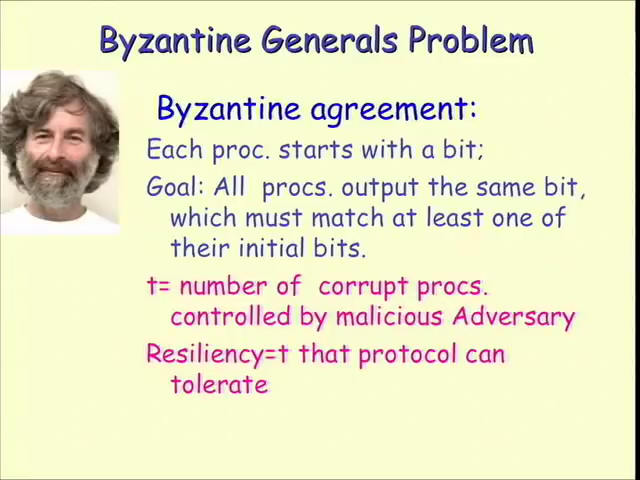 Byzantine Generals Problem
Byzantine agreement:
Each proc. starts with a bit;
Goal: All procs. output the same bit,
which must match at least one of
their initial bits.
t= number of corrupt procs.
controlled by malicious Adversary
Resiliency=t that protocol can
tolerate